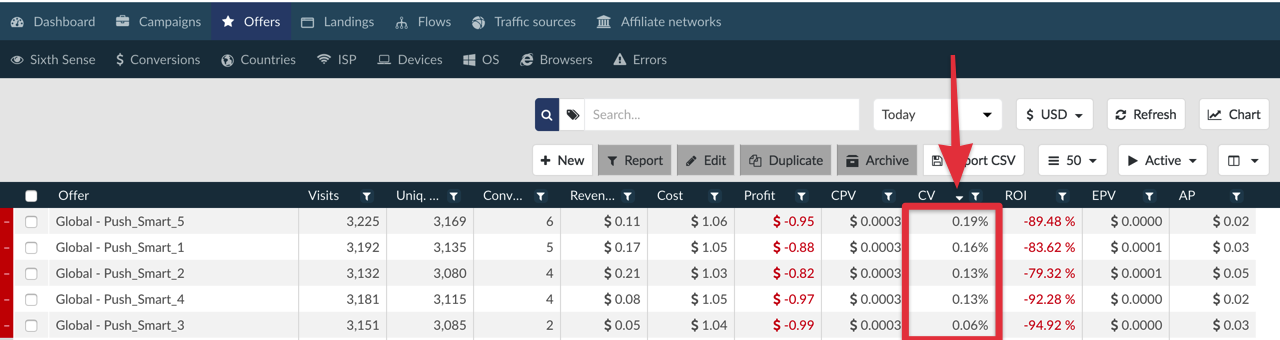 Dashboard Campaigns Offers Landings Flows Traffic sources Affiliate networks
Sixth Sense $ Conversions Countries ISP Devices OS Browsers Errors
Search... Today $ USD Refresh Chart
+ New Report Edit Duplicate Archive port CSV 50 Active
Offer Visits Uniq. ... Conv... Reven... Cost Profit CPV CV ROI EPV AP
Global - Push_Smart_5 3,225 3,169 6 $ 0.11 $ 1.06 $ -0.95 $ 0.0003 0.19% -89.48 % $ 0.0000 $ 0.02
Global - Push_Smart_1 3,192 3,135 5 $ 0.17 $ 1.05 $ -0.88 $ 0.0003 0.16% -83.62 % $ 0.0001 $ 0.03
Global - Push_Smart_2 3,132 3,080 4 $ 0.21 $ 1.03 $ -0.82 $ 0.0003 0.13% -79.32 % $ 0.0001 $ 0.05
Global - Push_Smart_4 3,181 3,115 4 $ 0.08 $ 1.05 $ -0.97 $ 0.0003 0.13% -92.28 % $ 0.0000 $ 0.02
Global - Push_Smart_3 3,151 3,085 2 $ 0.05 $ 1.04 $ -0.99 $ 0.0003 0.06% -94.92 % $ 0.0000 $ 0.03